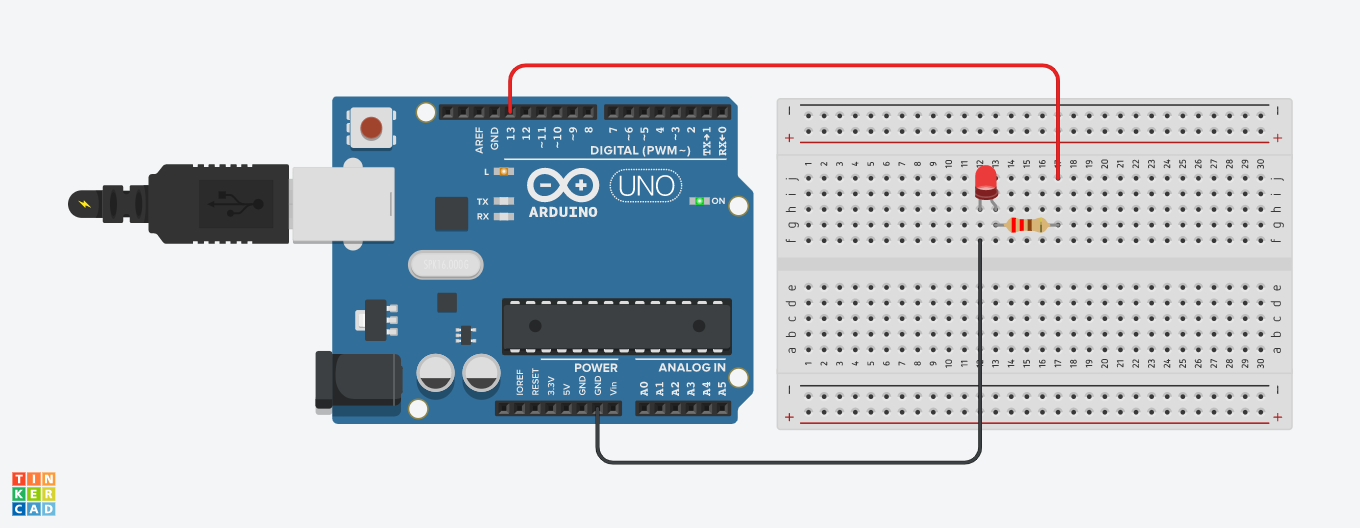 AREF
GND
13
12
~11
~10
~9
8
7
~6
~5
4
~3
2
TX→1
RX←0
DIGITAL (PWM~)
L
TX
RX
ARDUINO
UNO
ON
IOREF
RESET
3.3V
5V
GND
GND
Vin
POWER
ANALOG IN
A0
A1
A2
A3
A4
A5
− −
+ +
1 2 3 4 5 6 7 8 9 10 11 12 13 14 15 16 17 18 19 20 21 22 23 24 25 26 27 28 29 30
j j
i i
h h
g g
f f
e e
d d
c c
b b
a a
1 2 3 4 5 6 7 8 9 10 11 12 13 14 15 16 17 18 19 20 21 22 23 24 25 26 27 28 29 30
− −
+ +
TIN
KER
CAD